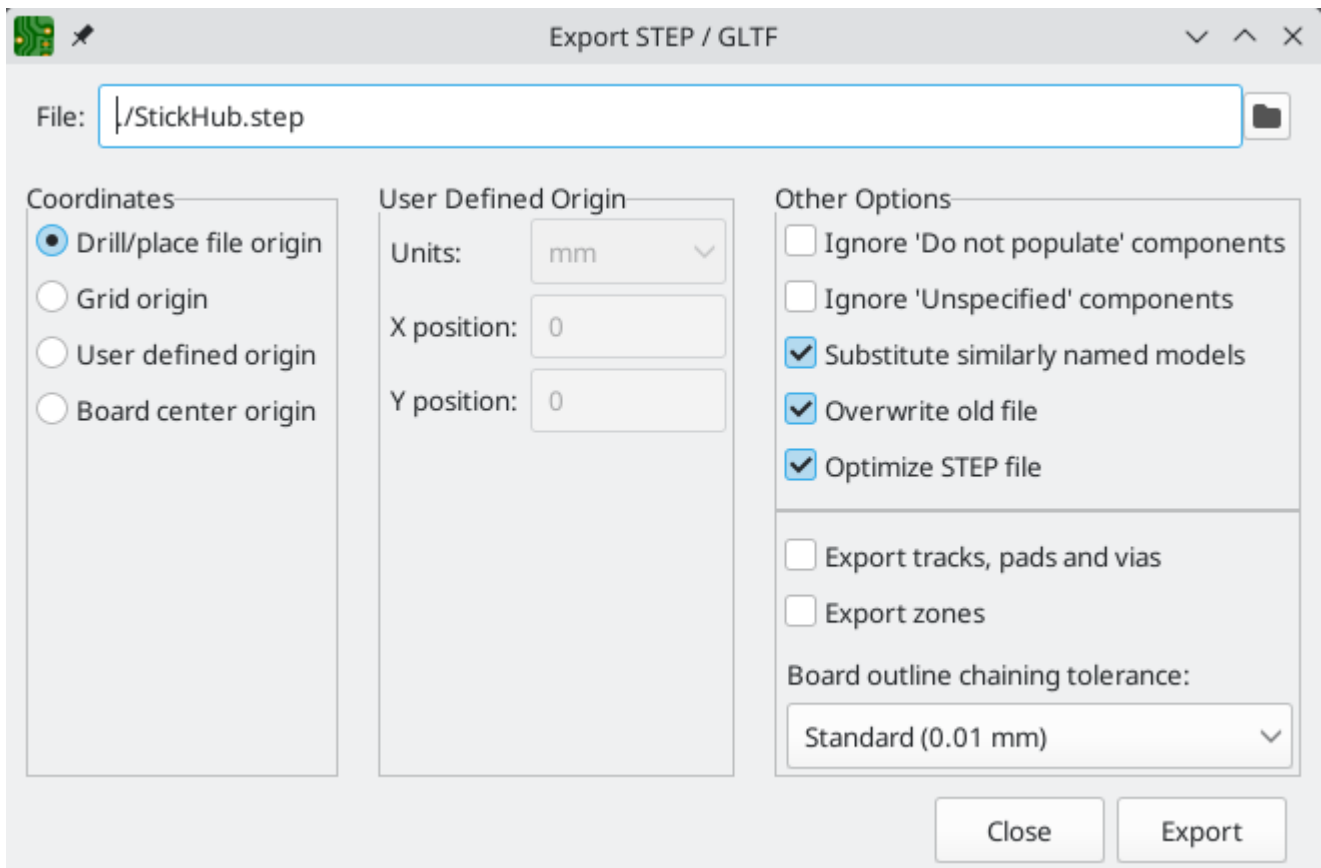 Export STEP / GLTF
File: ./StickHub.step
Coordinates
Drill/place file origin
Grid origin
User defined origin
Board center origin
User Defined Origin
Units: mm
X position: 0
Y position: 0
Other Options
Ignore 'Do not populate' components
Ignore 'Unspecified' components
Substitute similarly named models
Overwrite old file
Optimize STEP file
Export tracks, pads and vias
Export zones
Board outline chaining tolerance:
Standard (0.01 mm)
Close Export